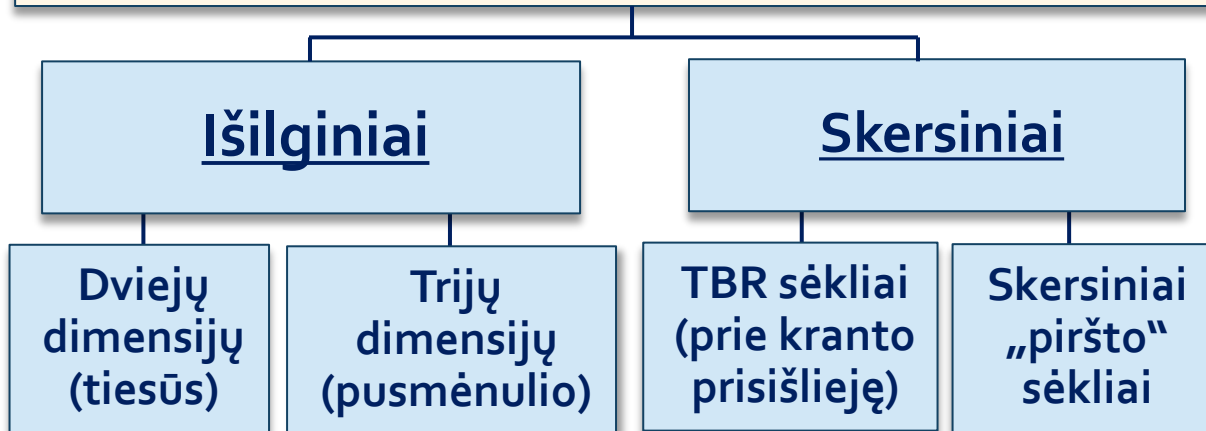 Išilginiai
Skersiniai
Dviejų
dimensijų
(tiesūs)
Trijų
dimensijų
(pusmėnulio)
TBR sėkliai
(prie kranto
prisišlieję)
Skersiniai
„piršto“
sėkliai